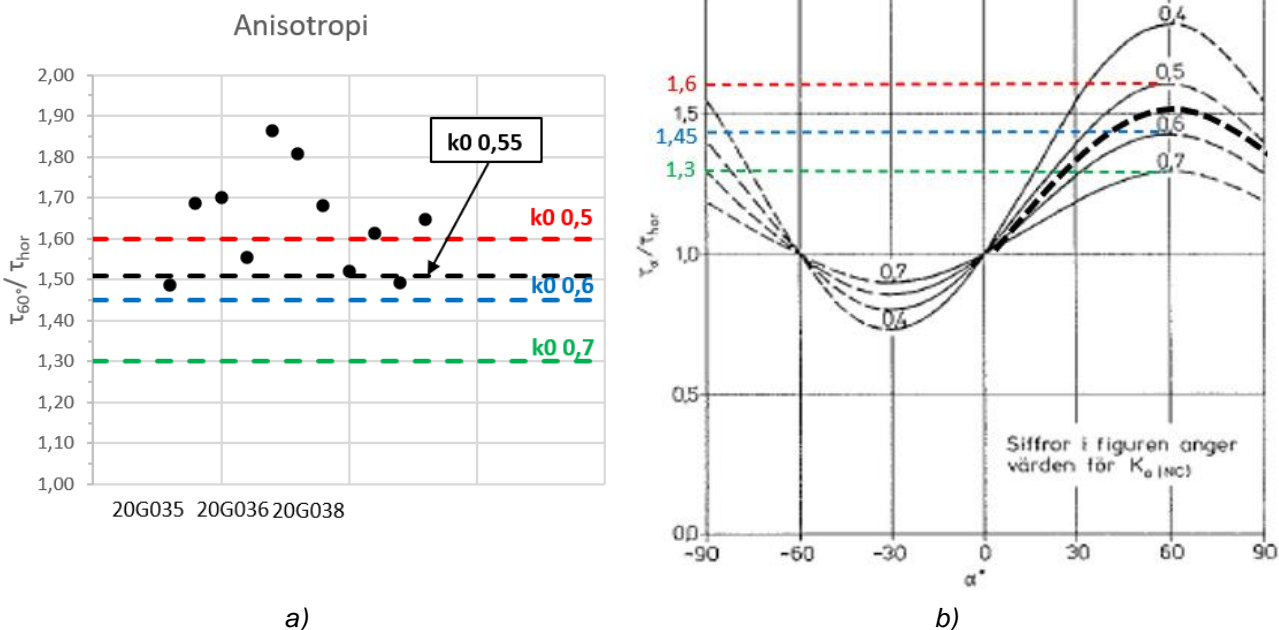 Anisotropi
2,00
1,90
1,80
1,70
1,60
1,50
1,40
1,30
1,20
1,10
1,00
τ60°/ τhor
k0 0,55
k0 0,5
k0 0,6
k0 0,7
20G035 20G036 20G038
a)
0,4
0,5
0,6
0,7
1,6
1,5
1,45
1,3
1,0
0,5
0,0
τα/τhor
0,7
0,4
Siffror i figuren anger
värden för Ko (NC)
-90 -60 -30 0 30 60 90
α°
b)